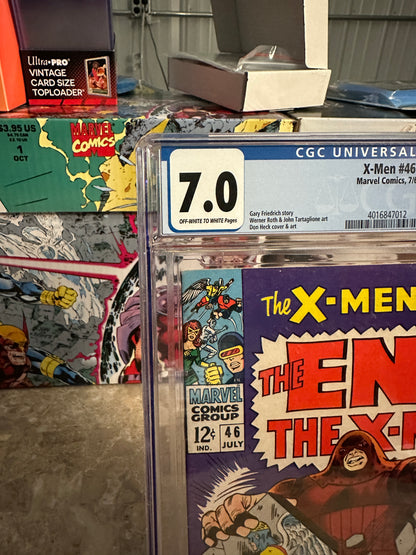 Ultra·PRO®
VINTAGE
CARD SIZE
TOPLOADER
$3.95 US
1
OCT
MARVEL
COMICS
CGC UNIVERSAL
7.0
OFF-WHITE TO WHITE Pages
X-Men #46
Marvel Comics, 7/6
Gary Friedrich story
Werner Roth & John Tartaglione art
Don Heck cover & art
4016847012
The X-MEN
MARVEL
COMICS
GROUP
12¢
IND.
46
JULY
THE EN
THE X-M